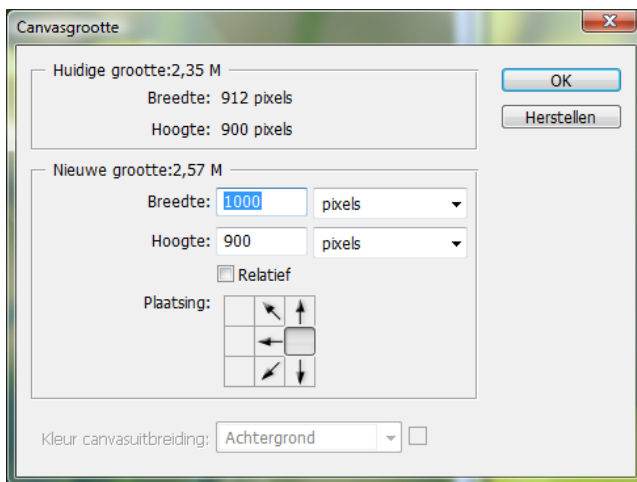 Canvasgrootte
Huidige grootte:2,35 M
Breedte: 912 pixels
Hoogte: 900 pixels
OK
Herstellen
Nieuwe grootte:2,57 M
Breedte: 1000 pixels
Hoogte: 900 pixels
Relatief
Plaatsing:
Kleur canvasuitbreiding: Achtergrond